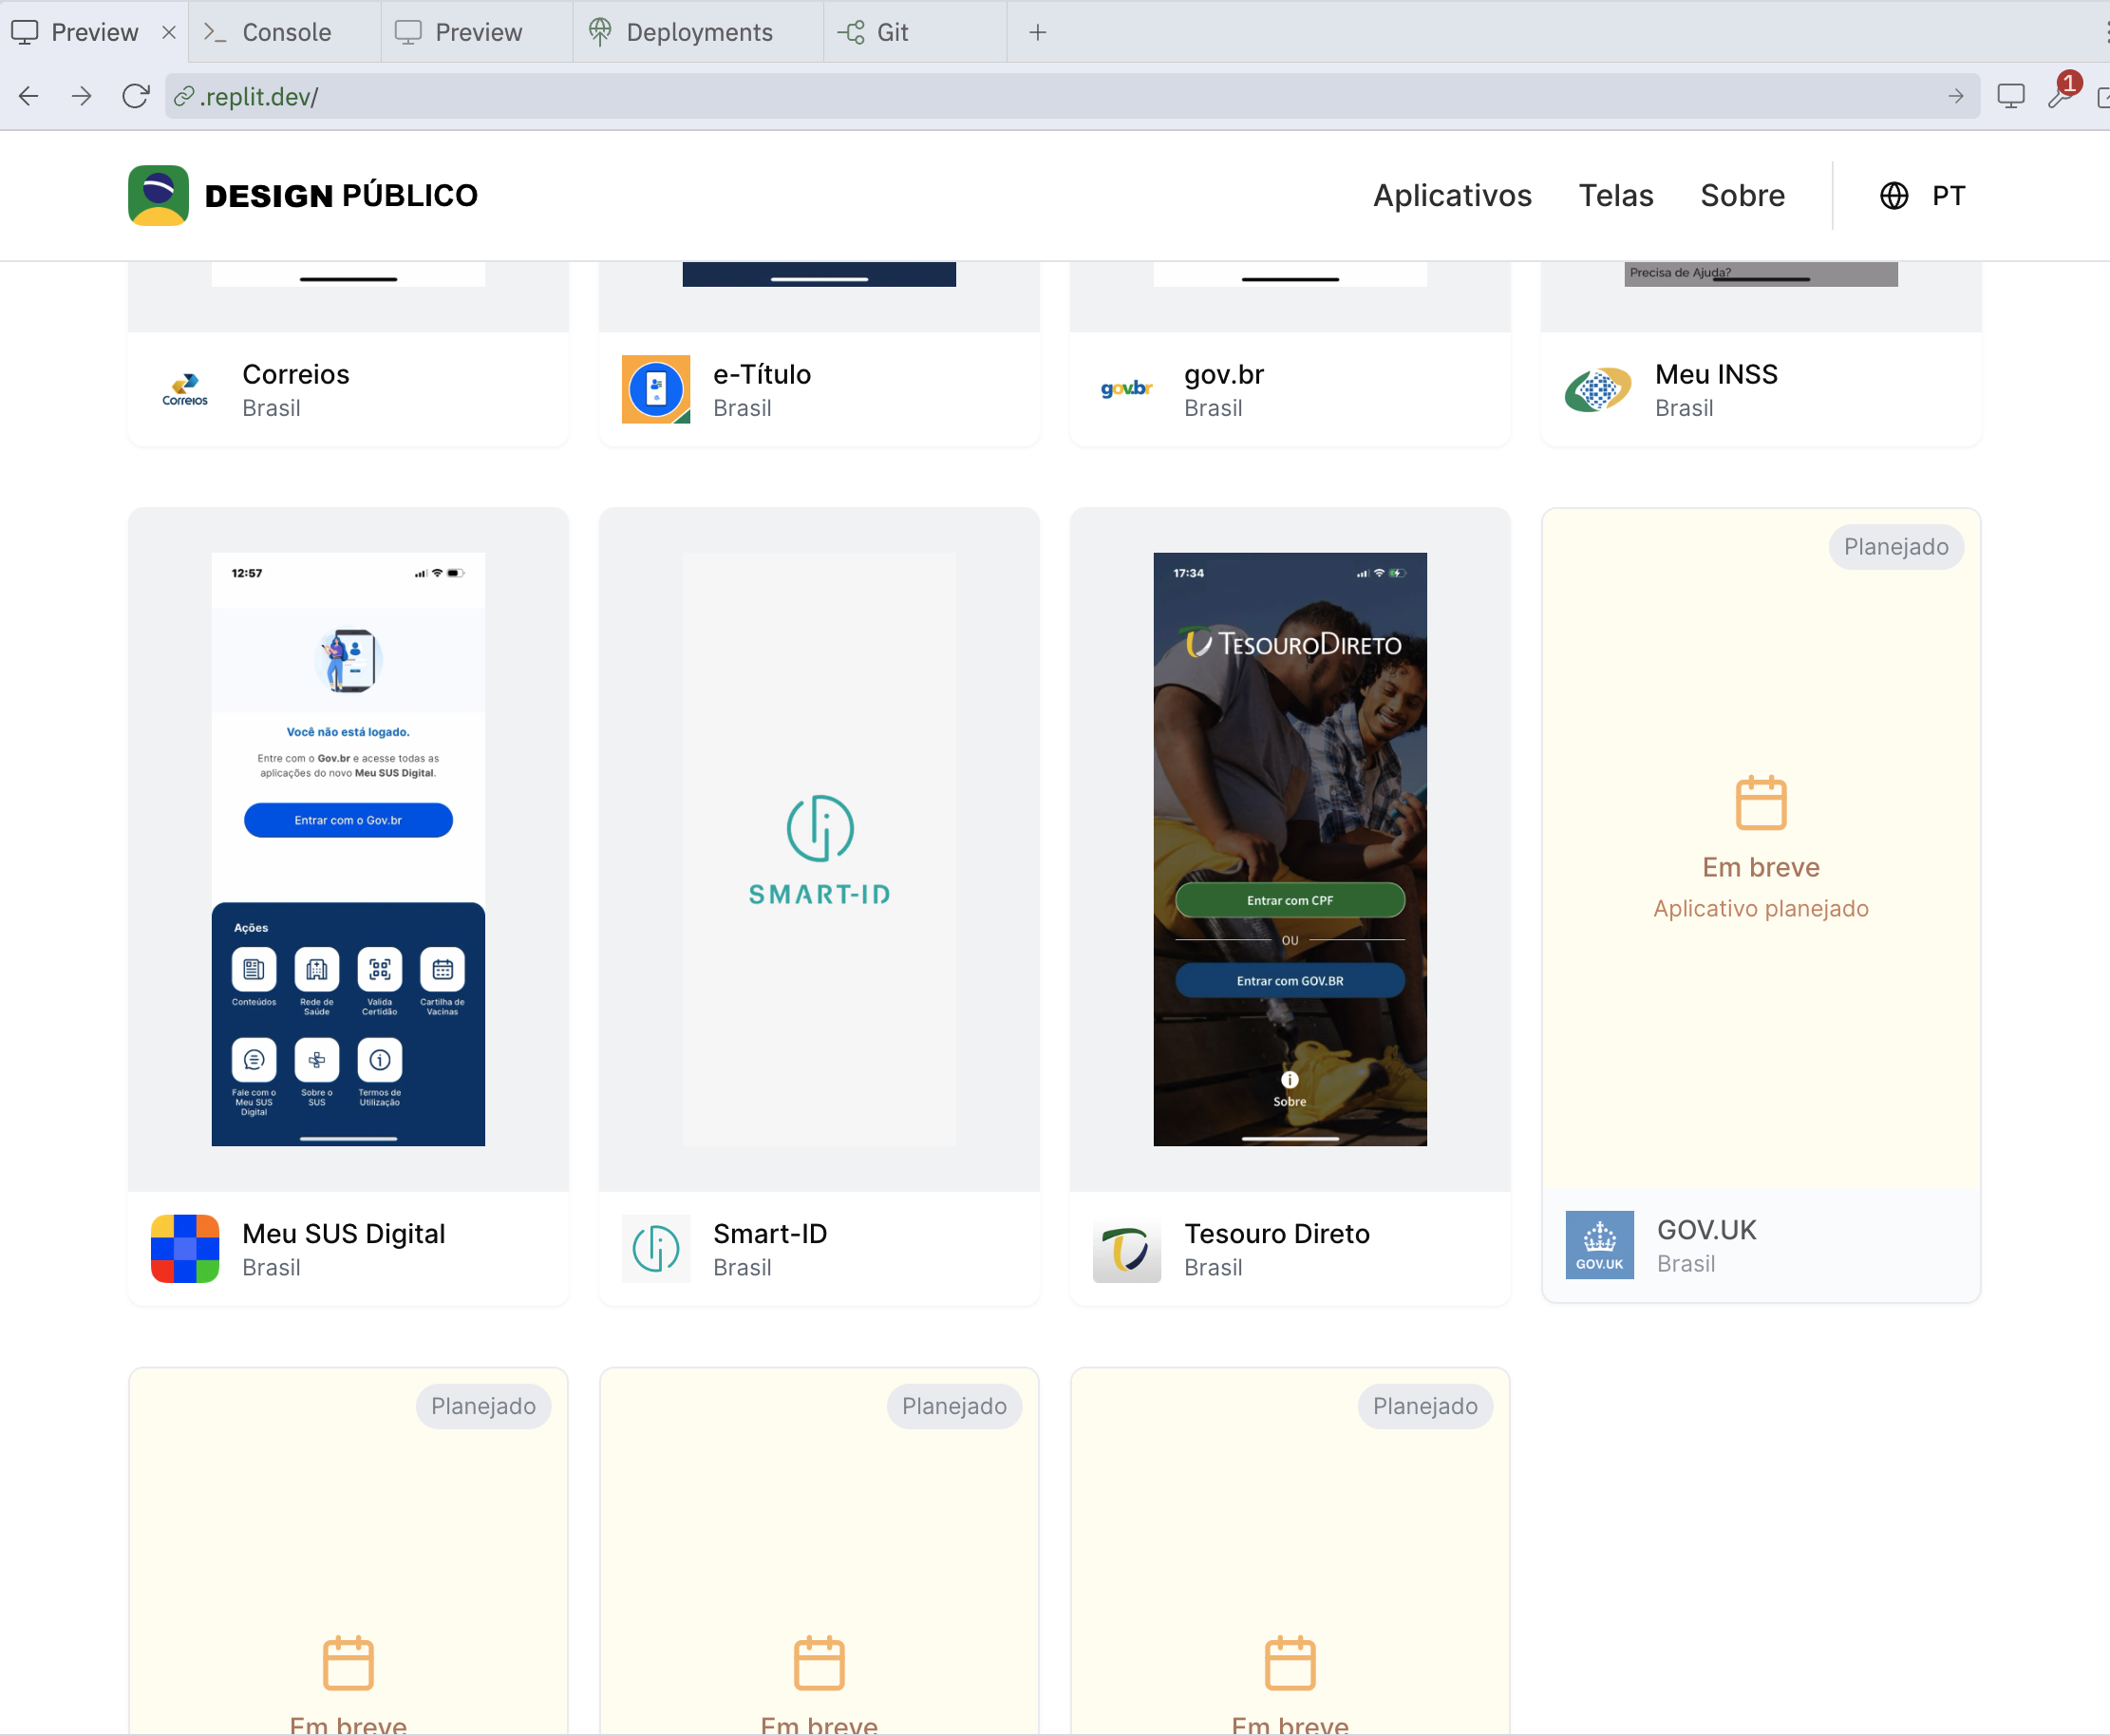 Preview
Console
Preview
Deployments
Git
.replit.dev/
1
DESIGN PÚBLICO
Aplicativos
Telas
Sobre
PT
Precisa de Ajuda?
Correios
Correios
Brasil
e-Título
Brasil
gov.br
gov.br
Brasil
Meu INSS
Brasil
12:57
Você não está logado.
Entre com o Gov.br e acesse todas as
aplicações do novo Meu SUS Digital.
Entrar com o Gov.br
Ações
Conteúdos
Rede de
Saúde
Valida
Certidão
Cartilha de
Vacinas
Fale com o
Meu SUS
Digital
Sobre o
SUS
Termos de
Utilização
Meu SUS Digital
Brasil
SMART-ID
Smart-ID
Brasil
17:34
TESOURODIRETO
Entrar com CPF
OU
Entrar com GOV.BR
Sobre
Tesouro Direto
Brasil
Planejado
Em breve
Aplicativo planejado
GOV.UK
GOV.UK
Brasil
Planejado
Em breve
Planejado
Em breve
Planejado
Em breve